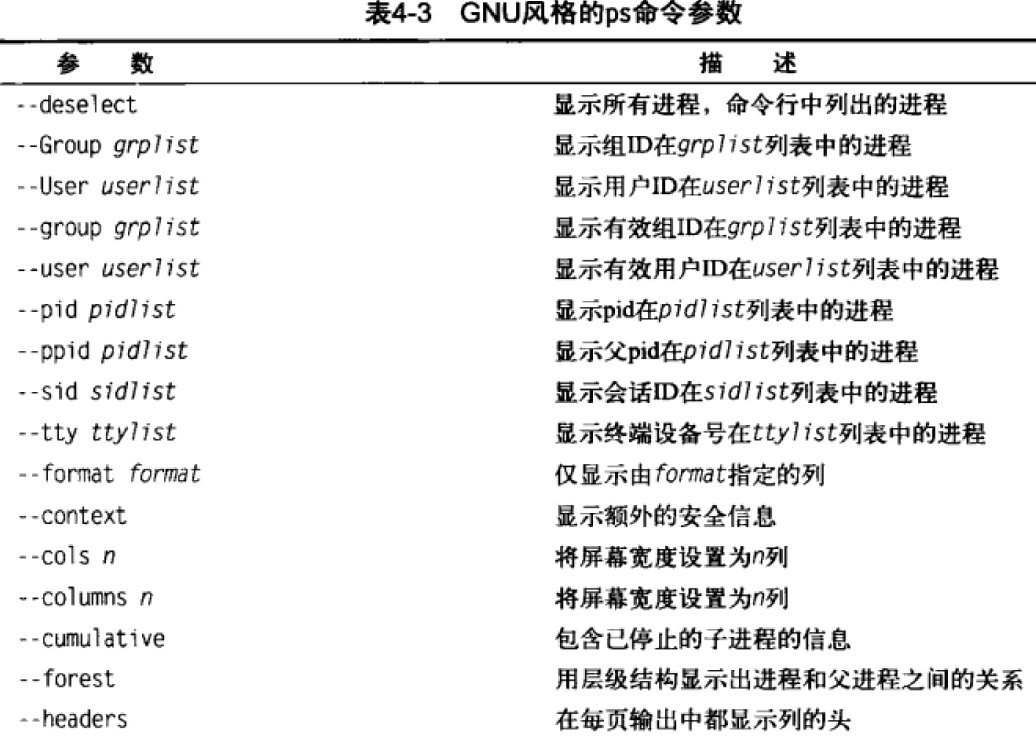 表4-3 GNU风格的ps命令参数
参 数 描 述
--deselect 显示所有进程，命令行中列出的进程
--Group grplist 显示组ID在grplist列表中的进程
--User userlist 显示用户ID在userlist列表中的进程
--group grplist 显示有效组ID在grplist列表中的进程
--user userlist 显示有效用户ID在userlist列表中的进程
--pid pidlist 显示pid在pidlist列表中的进程
--ppid pidlist 显示父pid在pidlist列表中的进程
--sid sidlist 显示会话ID在sidlist列表中的进程
--tty ttylist 显示终端设备号在ttylist列表中的进程
--format format 仅显示由format指定的列
--context 显示额外的安全信息
--cols n 将屏幕宽度设置为n列
--columns n 将屏幕宽度设置为n列
--cumulative 包含已停止的子进程的信息
--forest 用层级结构显示出进程和父进程之间的关系
--headers 在每页输出中都显示列的头